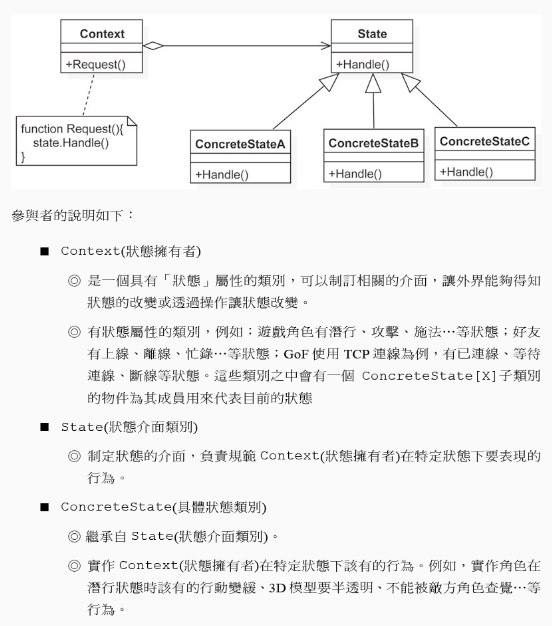 Context
State
+Request()
+Handle()
function Request(){
state.Handle()
}
ConcreteStateA
ConcreteStateB
ConcreteStateC
+Handle()
+Handle()
+Handle()
參與者的說明如下：
■ Context(狀態擁有者)
◎ 是一個具有「狀態」屬性的類別，可以制訂相關的介面，讓外界能夠得知
狀態的改變或透過操作讓狀態改變。
◎ 有狀態屬性的類別，例如：遊戲角色有潛行、攻擊、施法…等狀態；好友
有上線、離線、忙錄…等狀態；GoF 使用 TCP 連線為例，有已連線、等待
連線、斷線等狀態。這些類別之中會有一個 ConcreteState[X]子類別
的物件為其成員用來代表目前的狀態
■ State(狀態介面類別)
◎ 制定狀態的介面，負責規範 Context(狀態擁有者)在特定狀態下要表現的
行為。
■ ConcreteState(具體狀態類別)
◎ 繼承自 State(狀態介面類別)。
◎ 實作 Context(狀態擁有者)在特定狀態下該有的行為。例如，實作角色在
潛行狀態時該有的行動變緩、3D 模型要半透明、不能被敵方角色查覺…等
行為。